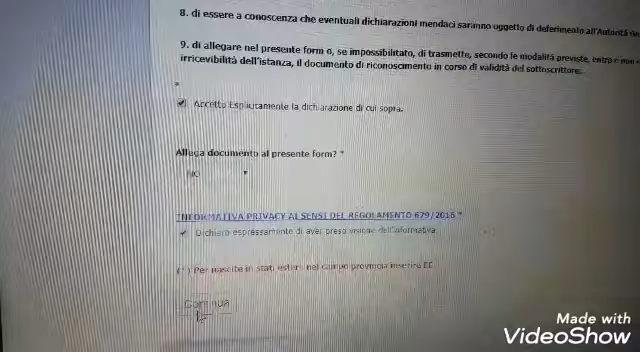 8. di essere a conoscenza che eventuali dichiarazioni mendaci saranno oggetto di deferimento all'Autorità
9. di allegare nel presente form o, se impossibilitato, di trasmette, secondo le modalità previste, entro e non
irricevibilità dell'istanza, il documento di riconoscimento in corso di validità del sottoscrittore.
*
Accetto Esplicitamente la dichiarazione di cui sopra.
Allega documento al presente form? *
NO
INFORMATIVA PRIVACY AI SENSI DEL REGOLAMENTO 679/2016 *
Dichiaro espressamente di aver preso visione dell'informativa
(*) Per nascite in stati esteri nel campo provincia inserire EE
Continua
Made with
VideoShow